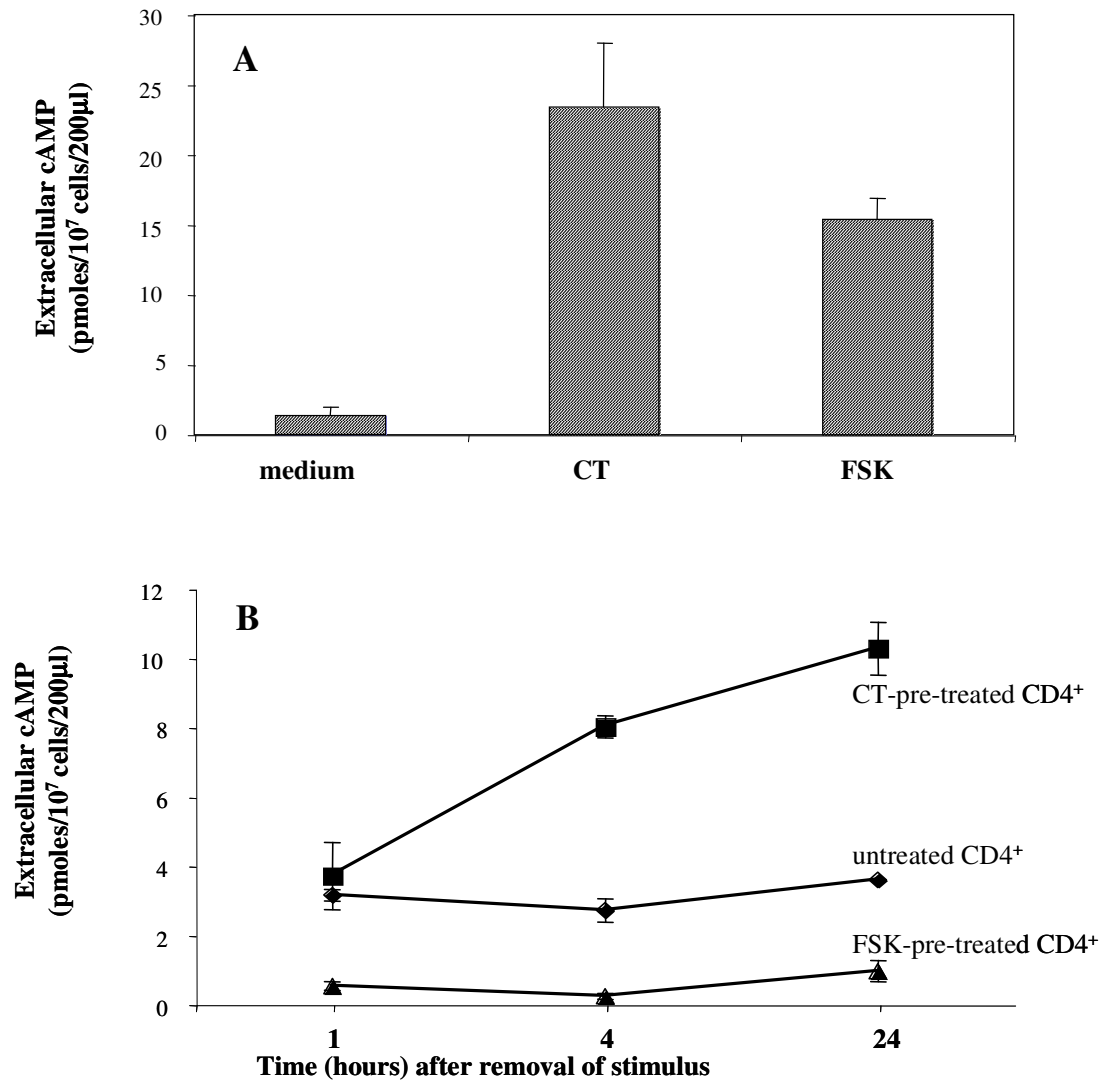 A
Extracellular cAMP
(pmoles/10⁷ cells/200µl)
30
25
20
15
10
5
0
medium CT FSK
B
Extracellular cAMP
(pmoles/10⁷ cells/200µl)
12
10
8
6
4
2
0
CT-pre-treated CD4⁺
untreated CD4⁺
FSK-pre-treated CD4⁺
1 4 24
Time (hours) after removal of stimulus